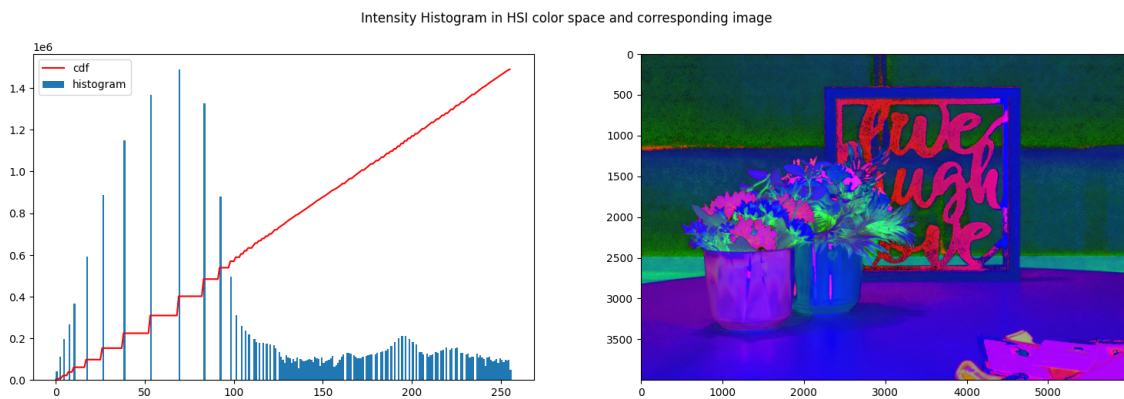 Intensity Histogram in HSI color space and corresponding image
1e6
cdf
histogram
1.4
1.2
1.0
0.8
0.6
0.4
0.2
0.0
0 50 100 150 200 250
0
500
1000
1500
2000
2500
3000
3500
0 1000 2000 3000 4000 5000
live
laugh
love